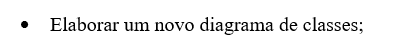 • Elaborar um novo diagrama de classes;